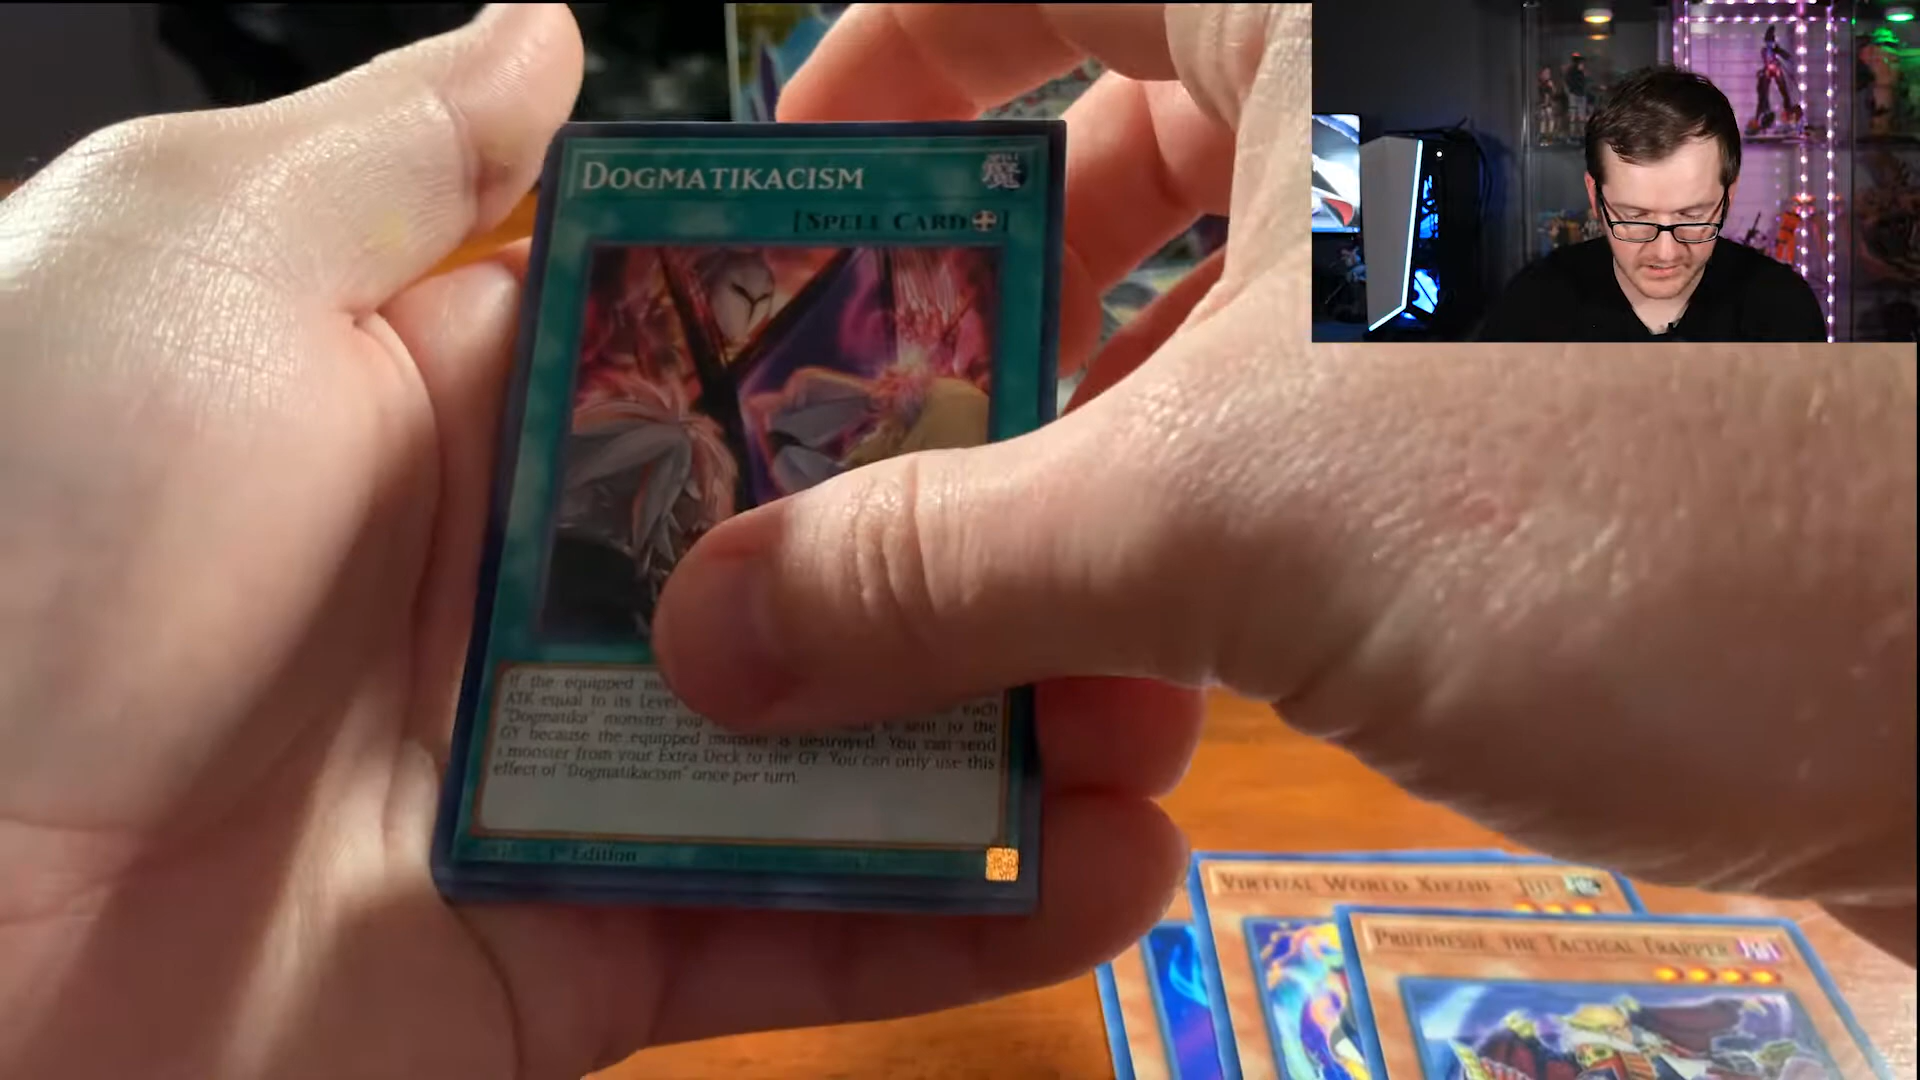 DOGMATIKACISM
魔
[SPELL CARD]
If the equipped
ATK equal to its Level each
"Dogmatika" monster you is sent to the
GY because the equipped monster is destroyed: You can send
1 monster from your Extra Deck to the GY. You can only use this
effect of "Dogmatikacism" once per turn.
1st Edition
VIRTUAL WORLD XIEZHI - JIJI
PRUFINESSE, THE TACTICAL TRAPPER